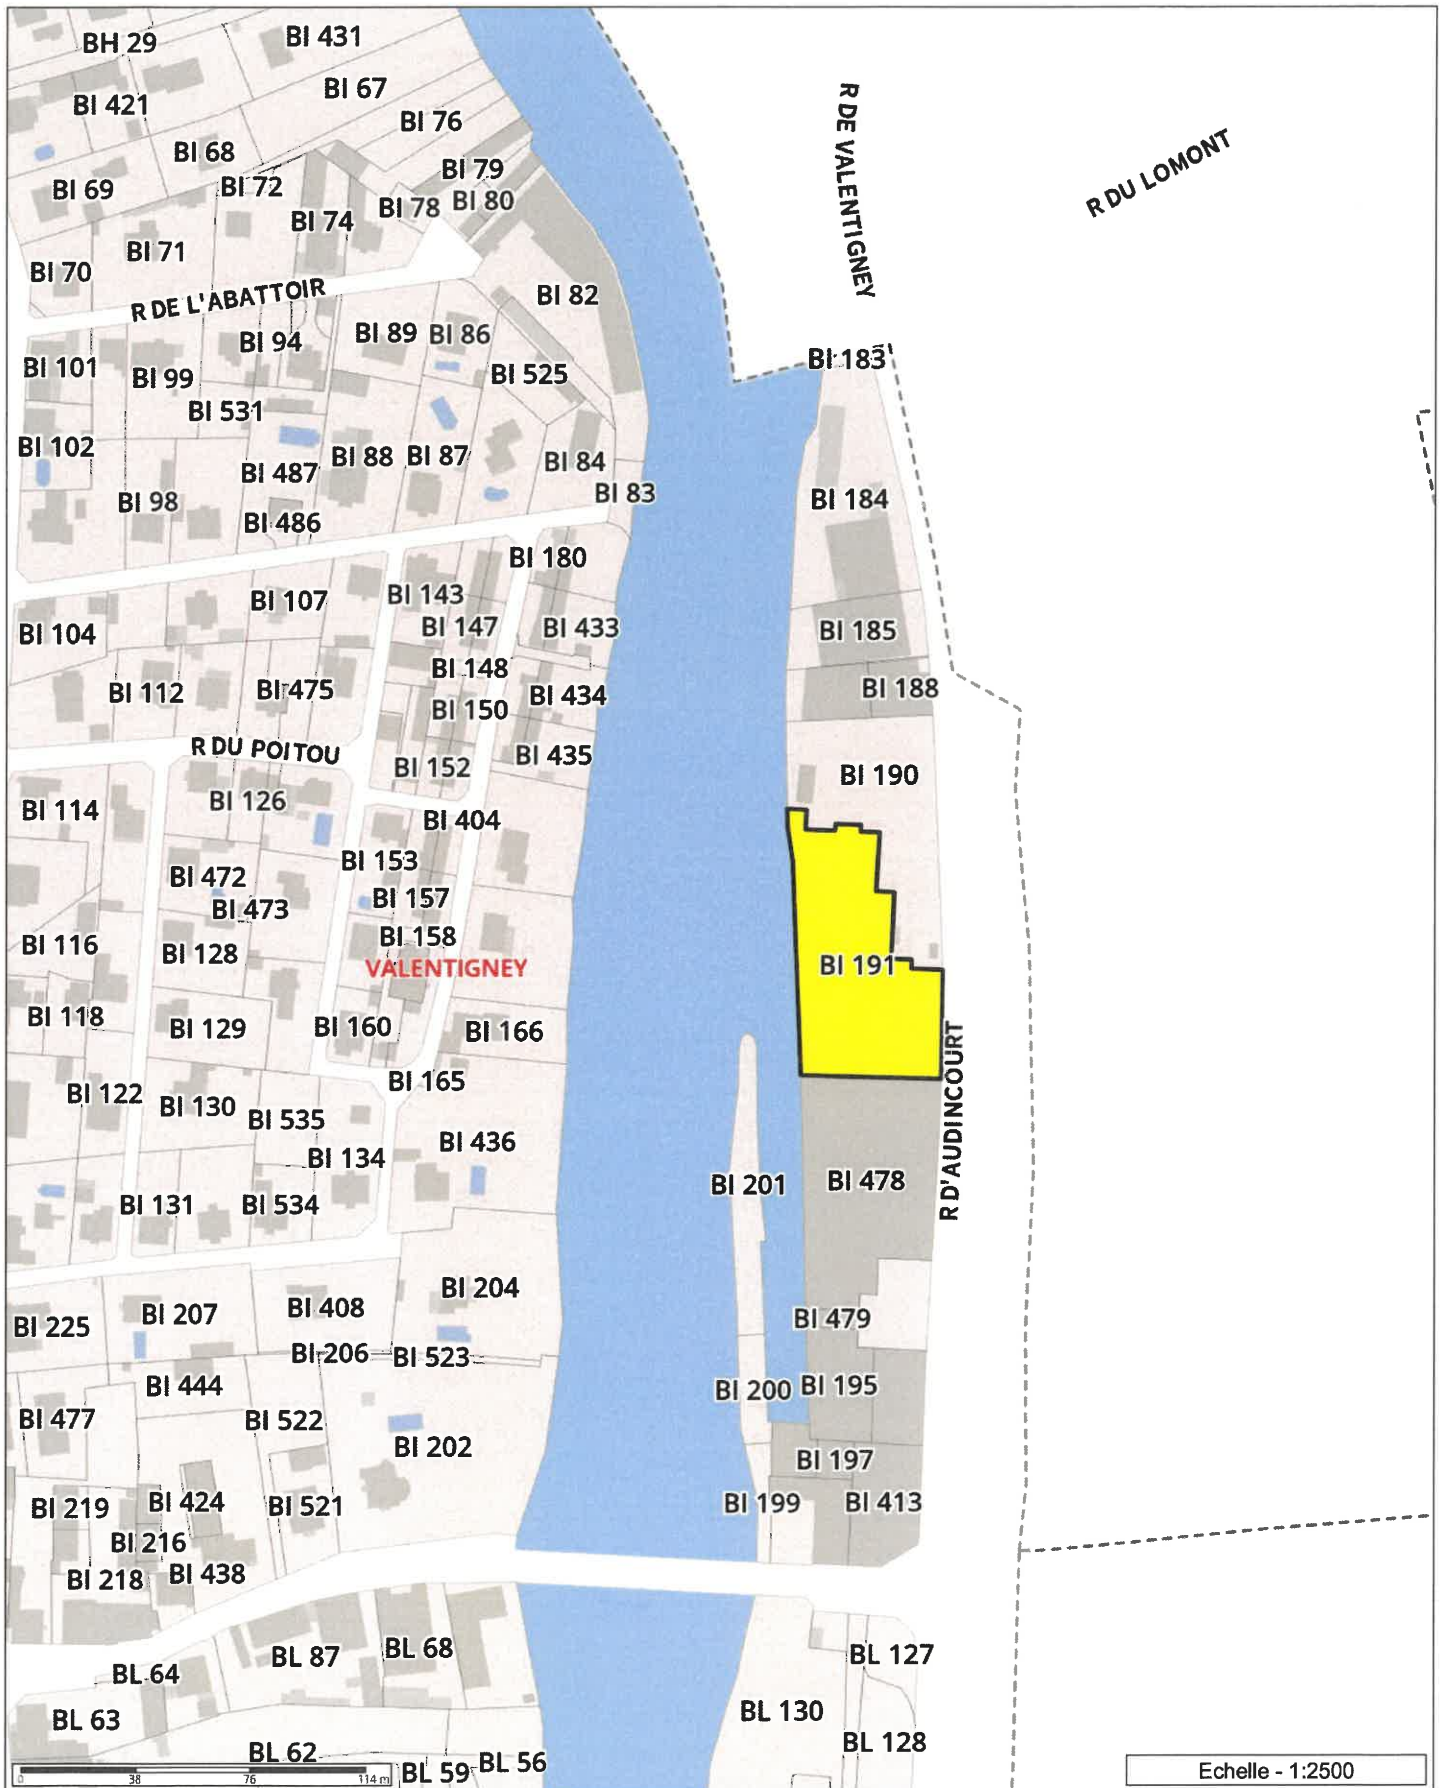 BH 29
BI 431
BI 67
BI 421
BI 76
BI 68
BI 79
BI 69
BI 72
BI 78
BI 80
BI 74
BI 71
BI 70
R DE VALENTIGNEY
R DU LOMONT
R DE L'ABATTOIR
BI 82
BI 94
BI 89
BI 86
BI 183
BI 101
BI 99
BI 525
BI 531
BI 102
BI 487
BI 88
BI 87
BI 84
BI 83
BI 98
BI 486
BI 184
BI 180
BI 107
BI 143
BI 104
BI 147
BI 433
BI 185
BI 148
BI 112
BI 475
BI 434
BI 188
BI 150
R DU POITOU
BI 435
BI 152
BI 190
BI 114
BI 126
BI 404
BI 153
BI 472
BI 157
BI 473
BI 116
BI 128
BI 158
VALENTIGNEY
BI 191
BI 118
BI 129
BI 160
BI 166
BI 165
BI 122
BI 130
BI 535
BI 436
BI 134
R D'AUDINCOURT
BI 201
BI 478
BI 131
BI 534
BI 204
BI 207
BI 408
BI 225
BI 479
BI 206
BI 523
BI 444
BI 200
BI 195
BI 477
BI 522
BI 202
BI 197
BI 219
BI 424
BI 521
BI 199
BI 413
BI 216
BI 218
BI 438
BL 87
BL 68
BL 127
BL 64
BL 63
BL 130
BL 62
BL 59
BL 56
BL 128
0 38 76 114 m
Echelle - 1:2500